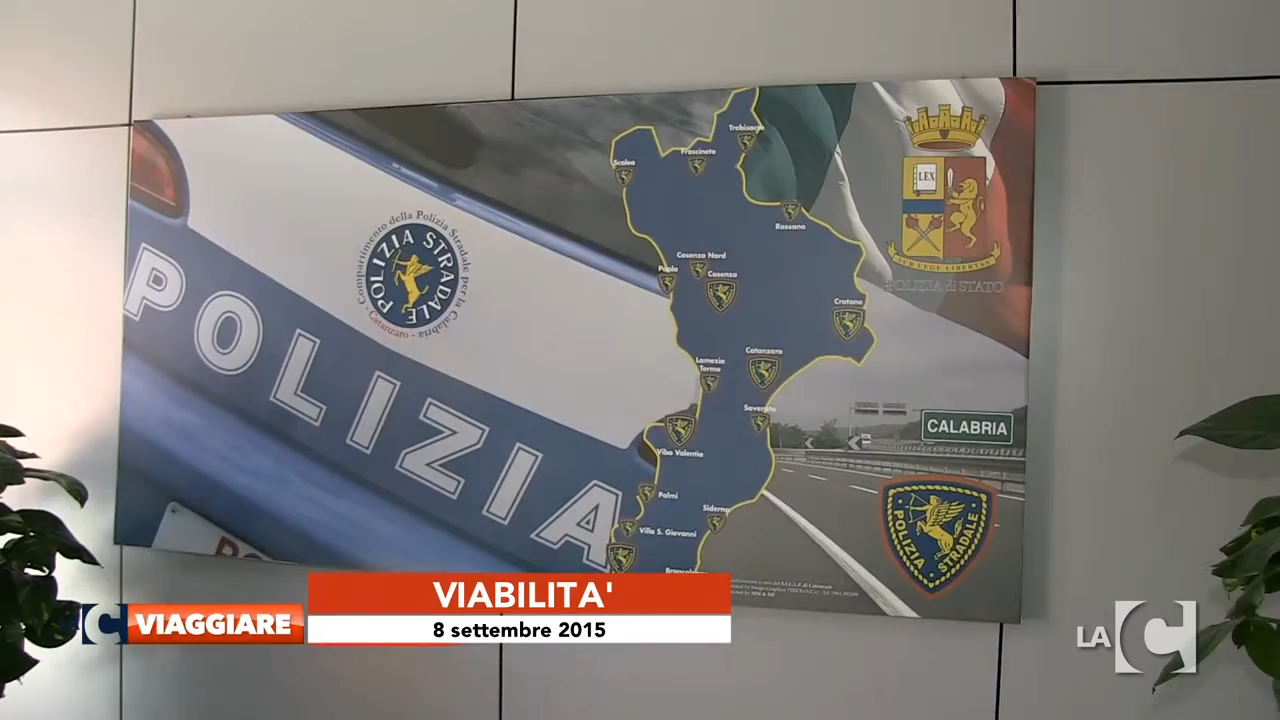 Trebisacce
Frascineto
Scalea
LEX
Rossano
SUB LEGE LIBERTAS
POLIZIA di STATO
Compartimento della Polizia Stradale per la Calabria
- Catanzaro -
POLIZIA STRADALE
POLIZIA
Cosenza Nord
Paola
Cosenza
Crotone
Catanzaro
Lamezia
Terme
Soverato
CALABRIA
Vibo Valentia
Palmi
Siderno
Villa S. Giovanni
POLIZIA
STRADALE
VIABILITA'
8 settembre 2015
C VIAGGIARE
LA C